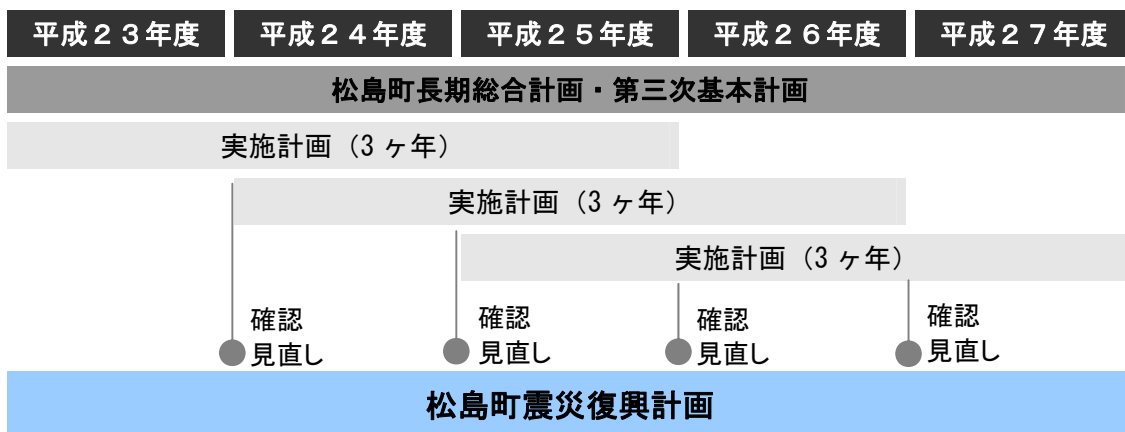 平成２３年度 平成２４年度 平成２５年度 平成２６年度 平成２７年度
松島町長期総合計画・第三次基本計画
実施計画（3 ヶ年）
実施計画（3 ヶ年）
実施計画（3 ヶ年）
確認
見直し
確認
見直し
確認
見直し
確認
見直し
松島町震災復興計画